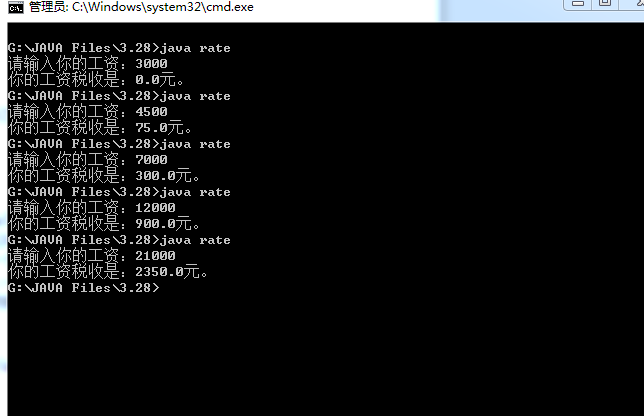 管理员: C:\Windows\system32\cmd.exe
G:\JAVA Files\3.28>java rate
请输入你的工资：3000
你的工资税收是：0.0元。
G:\JAVA Files\3.28>java rate
请输入你的工资：4500
你的工资税收是：75.0元。
G:\JAVA Files\3.28>java rate
请输入你的工资：7000
你的工资税收是：300.0元。
G:\JAVA Files\3.28>java rate
请输入你的工资：12000
你的工资税收是：900.0元。
G:\JAVA Files\3.28>java rate
请输入你的工资：21000
你的工资税收是：2350.0元。
G:\JAVA Files\3.28>